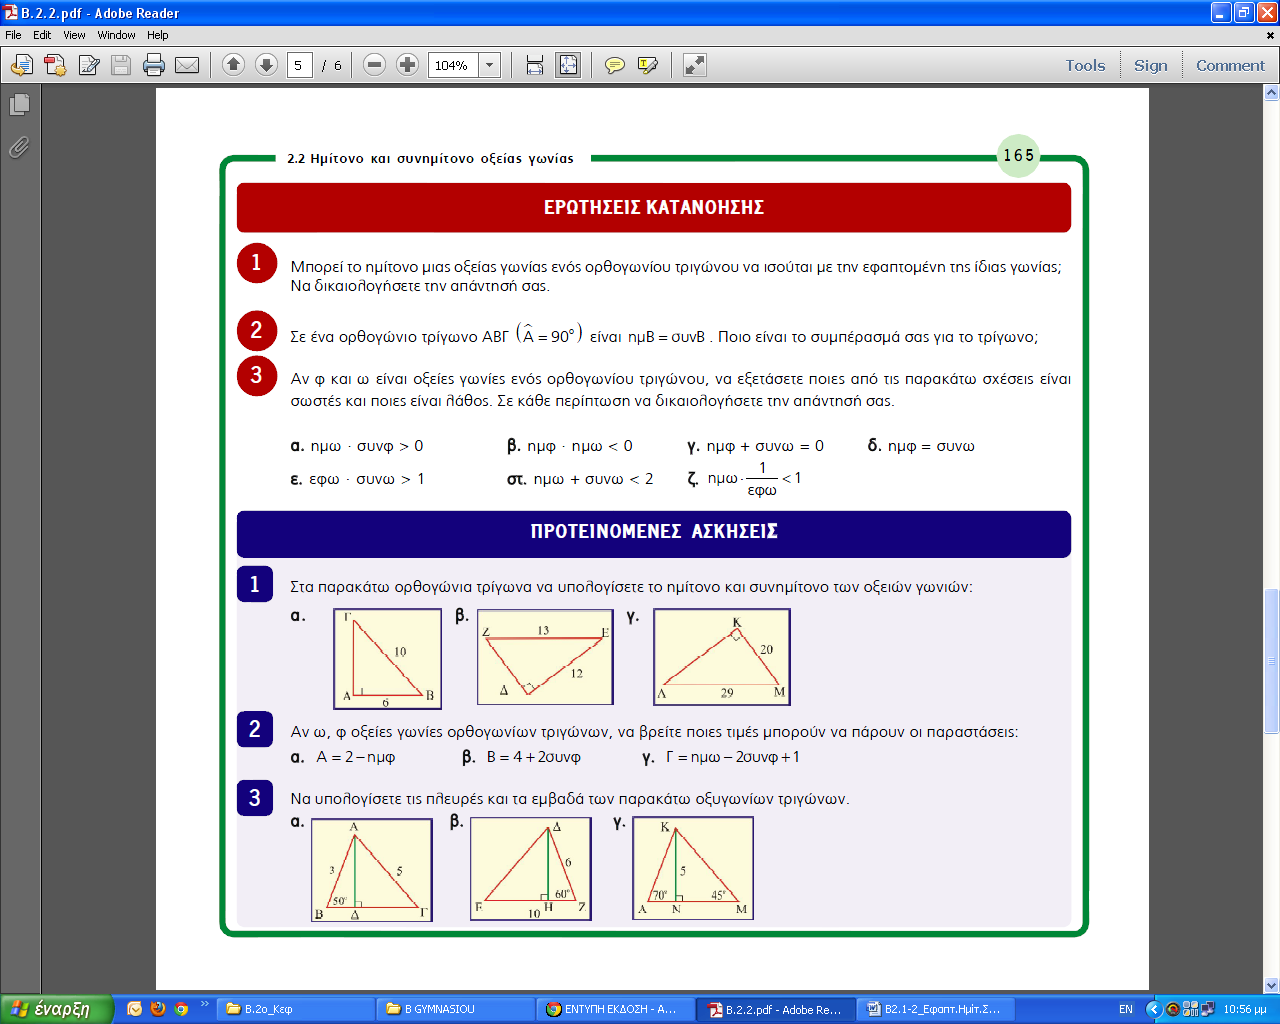 B.2.2.pdf - Adobe Reader
File Edit View Window Help
5 / 6 104% Tools Sign Comment
2.2 Ημίτονο και συνημίτονο οξείας γωνίας 165
ΕΡΩΤΗΣΕΙΣ ΚΑΤΑΝΟΗΣΗΣ
1 Μπορεί το ημίτονο μιας οξείας γωνίας ενός ορθογωνίου τριγώνου να ισούται με την εφαπτομένη της ίδιας γωνίας;
Να δικαιολογήσετε την απάντησή σας.
2 Σε ένα ορθογώνιο τρίγωνο ΑΒΓ (Â = 90°) είναι ημΒ = συνΒ . Ποιο είναι το συμπέρασμά σας για το τρίγωνο;
3 Αν φ και ω είναι οξείες γωνίες ενός ορθογωνίου τριγώνου, να εξετάσετε ποιες από τις παρακάτω σχέσεις είναι
σωστές και ποιες είναι λάθος. Σε κάθε περίπτωση να δικαιολογήσετε την απάντησή σας.
α. ημω · συνφ > 0 β. ημφ · ημω < 0 γ. ημφ + συνω = 0 δ. ημφ = συνω
ε. εφω · συνω > 1 στ. ημω + συνω < 2 ζ. ημω · 1/εφω < 1
ΠΡΟΤΕΙΝΟΜΕΝΕΣ ΑΣΚΗΣΕΙΣ
1 Στα παρακάτω ορθογώνια τρίγωνα να υπολογίσετε το ημίτονο και συνημίτονο των οξειών γωνιών:
α. β. γ.
Γ 10 Α 6 Β
Ζ 13 Ε 12 Δ
Κ 20 Λ 29 Μ
2 Αν ω, φ οξείες γωνίες ορθογωνίων τριγώνων, να βρείτε ποιες τιμές μπορούν να πάρουν οι παραστάσεις:
α. Α = 2 − ημφ β. Β = 4 + 2συνφ γ. Γ = ημω − 2συνφ + 1
3 Να υπολογίσετε τις πλευρές και τα εμβαδά των παρακάτω οξυγωνίων τριγώνων.
α. β. γ.
Α 3 5 50° Β Δ Γ
Δ 6 60° Ε Η Ζ 10
Κ 5 70° 45° Λ Ν Μ
έναρξη B.2o_Κεφ B GYMNASIOU ΕΝΤΥΠΗ ΕΚΔΟΣΗ - Α... B.2.2.pdf - Adobe Re... B2.1-2_Εφαπτ.Ημίτ.Σ... EN 10:56 μμ